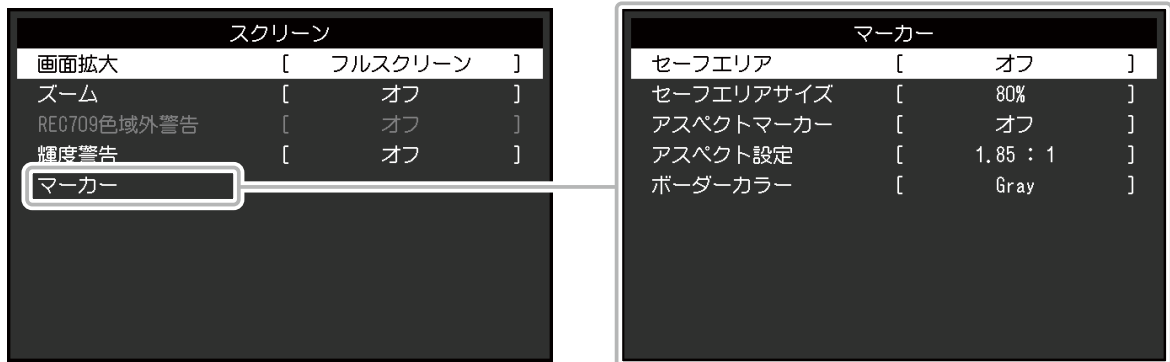 スクリーン
画面拡大 [ フルスクリーン ]
ズーム [ オフ ]
REC709色域外警告 [ オフ ]
輝度警告 [ オフ ]
マーカー
マーカー
セーフエリア [ オフ ]
セーフエリアサイズ [ 80% ]
アスペクトマーカー [ オフ ]
アスペクト設定 [ 1.85 : 1 ]
ボーダーカラー [ Gray ]